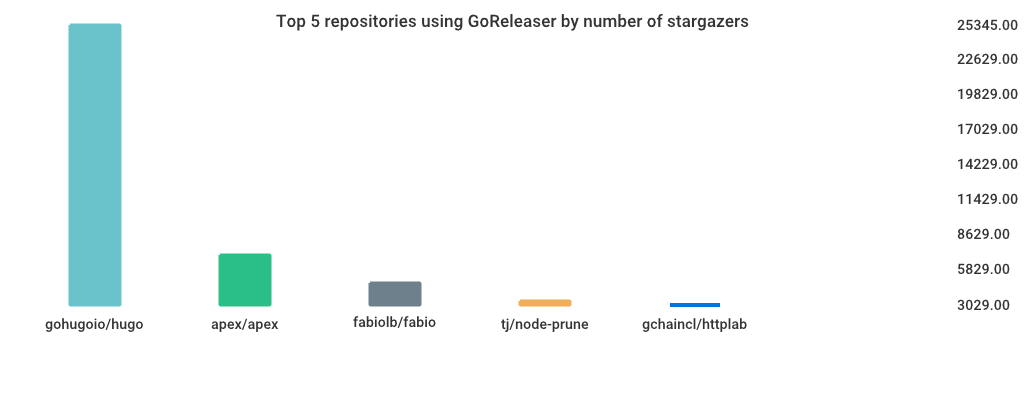 Top 5 repositories using GoReleaser by number of stargazers
25345.00
22629.00
19829.00
17029.00
14229.00
11429.00
8629.00
5829.00
3029.00
gohugoio/hugo
apex/apex
fabiolb/fabio
tj/node-prune
gchaincl/httplab